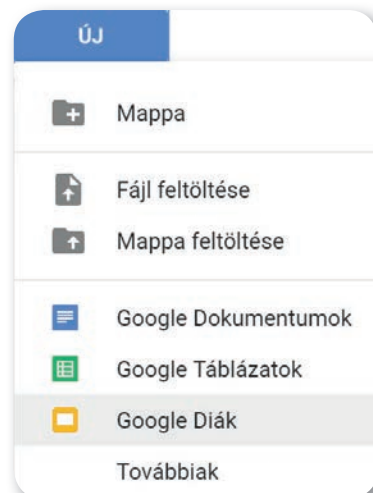 ÚJ
Mappa
Fájl feltöltése
Mappa feltöltése
Google Dokumentumok
Google Táblázatok
Google Diák
Továbbiak